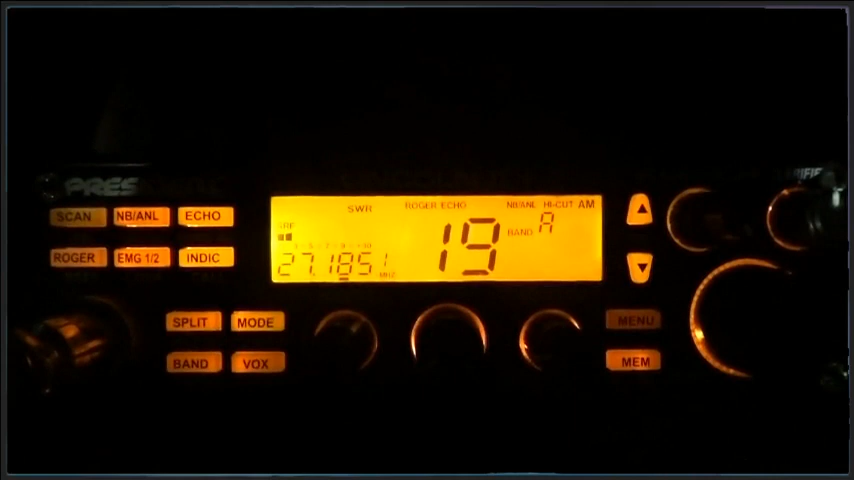 PRES
SCAN NB/ANL ECHO
ROGER EMG 1/2 INDIC
SPLIT MODE
BAND VOX
SWR ROGER ECHO NB/ANL HI-CUT AM
19 BAND A
27.1851 MHZ
▲
▼
MENU
MEM